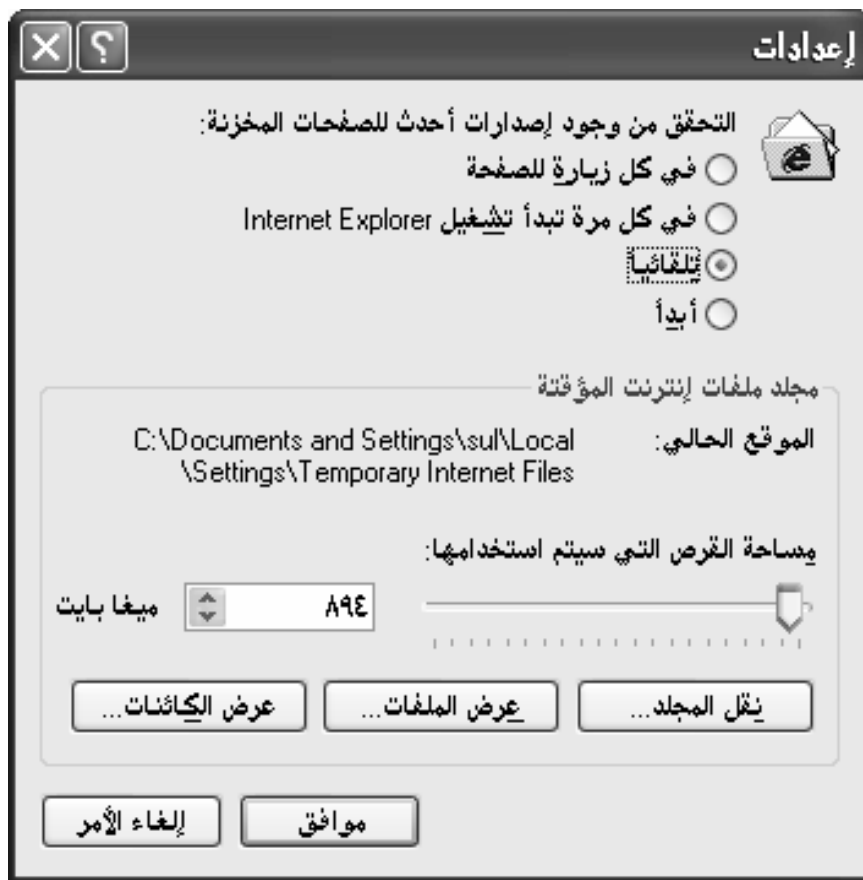 إعدادات
التحقق من وجود إصدارات أحدث للصفحات المخزنة:
في كل زيارة للصفحة
في كل مرة تبدأ تشغيل Internet Explorer
تلقائياً
أبدأ
مجلد ملفات إنترنت المؤقتة
الموقع الحالي: C:\Documents and Settings\sul\Local
\Settings\Temporary Internet Files
مساحة القرص التي سيتم استخدامها:
٨٩٤ ميغا بايت
نقل المجلد... عرض الملفات... عرض الكائنات...
موافق إلغاء الأمر